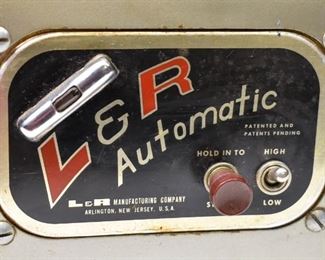 L & R
Automatic
PATENTED AND
PATENTS PENDING
HOLD IN TO
HIGH
LOW
L&R MANUFACTURING COMPANY
ARLINGTON, NEW JERSEY, U.S.A.